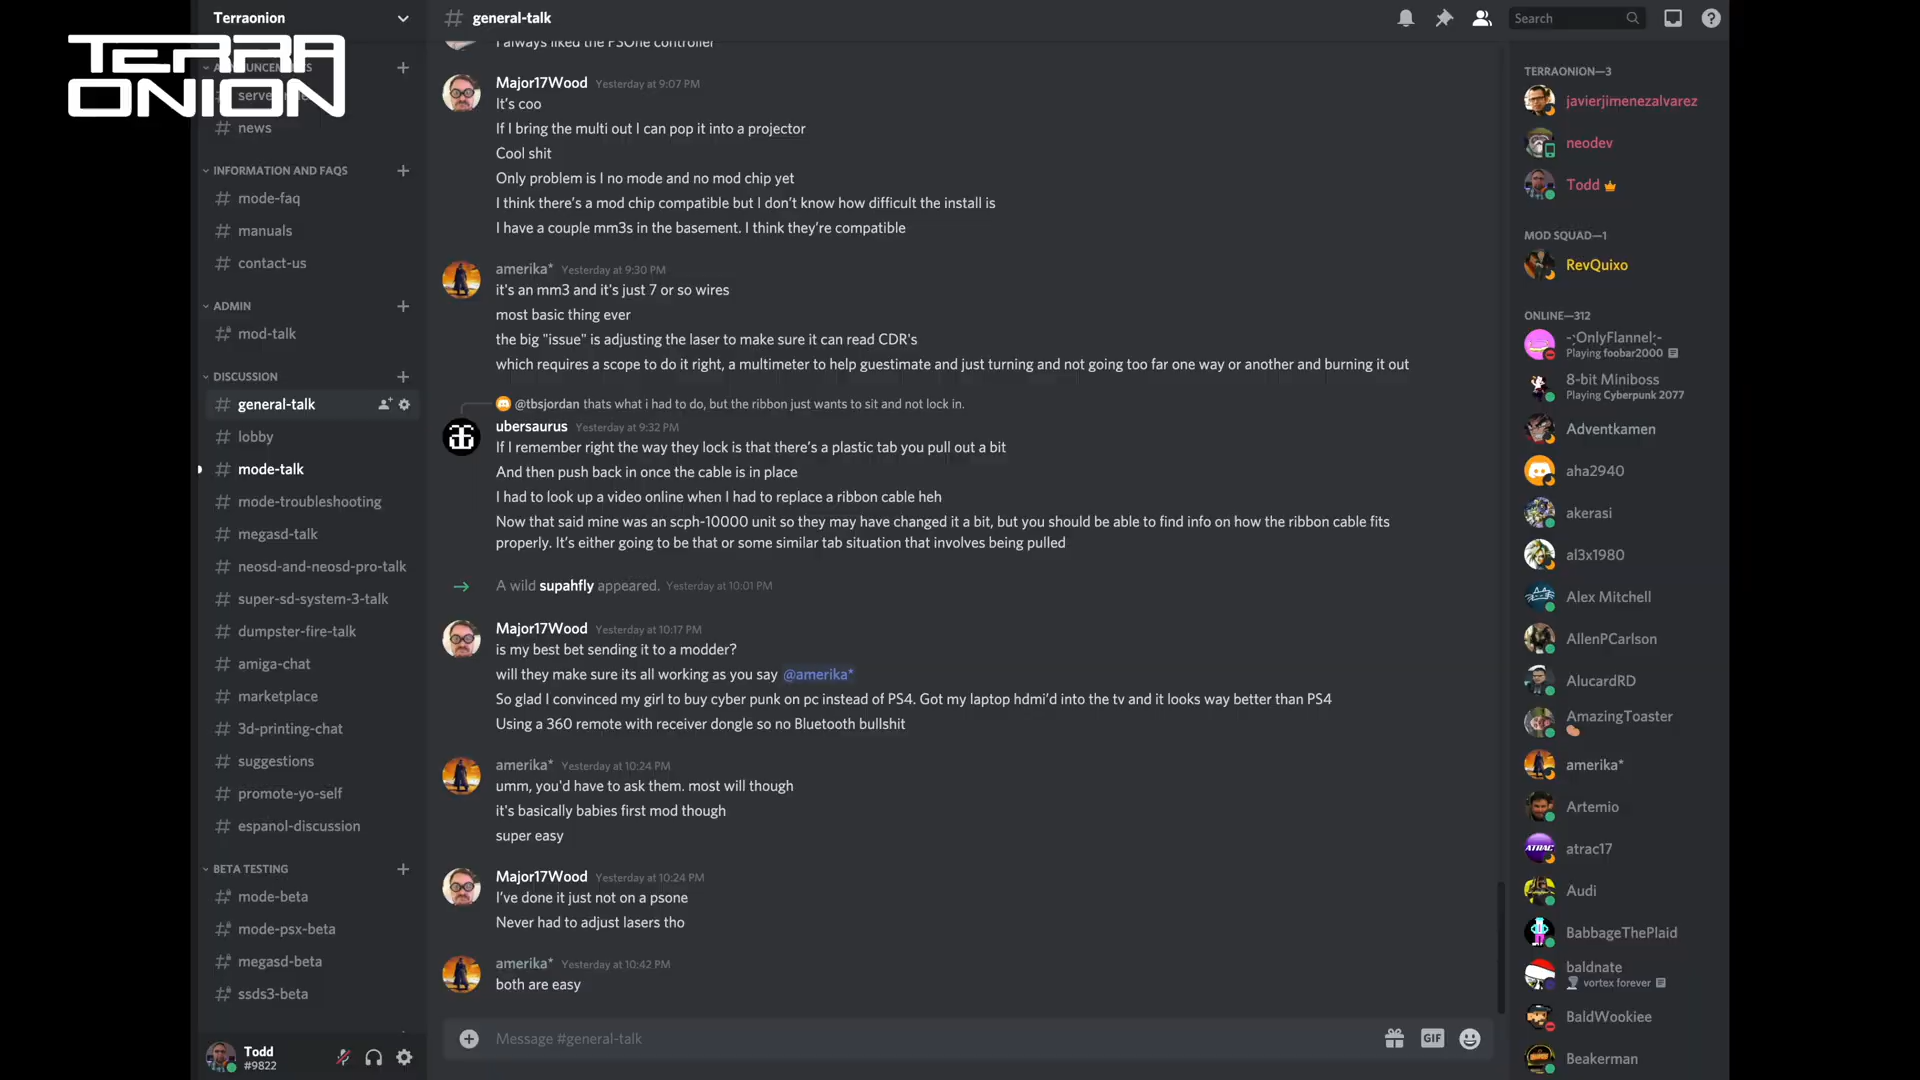 Terraonion
TERRA
ONION
ANNOUNCEMENTS
news
INFORMATION AND FAQS
mode-faq
manuals
contact-us
ADMIN
mod-talk
DISCUSSION
general-talk
lobby
mode-talk
mode-troubleshooting
megasd-talk
neosd-and-neosd-pro-talk
super-sd-system-3-talk
dumpster-fire-talk
amiga-chat
marketplace
3d-printing-chat
suggestions
promote-yo-self
espanol-discussion
BETA TESTING
mode-beta
mode-psx-beta
megasd-beta
ssds3-beta
Todd
#9822
general-talk
Search
I always liked the PSOne controller
Major17Wood Yesterday at 9:07 PM
It's coo
If I bring the multi out I can pop it into a projector
Cool shit
Only problem is I no mode and no mod chip yet
I think there's a mod chip compatible but I don't know how difficult the install is
I have a couple mm3s in the basement. I think they're compatible
amerika* Yesterday at 9:30 PM
it's an mm3 and it's just 7 or so wires
most basic thing ever
the big "issue" is adjusting the laser to make sure it can read CDR's
which requires a scope to do it right, a multimeter to help guestimate and just turning and not going too far one way or another and burning it out
@tbsjordan thats what i had to do, but the ribbon just wants to sit and not lock in.
ubersaurus Yesterday at 9:32 PM
If I remember right the way they lock is that there's a plastic tab you pull out a bit
And then push back in once the cable is in place
I had to look up a video online when I had to replace a ribbon cable heh
Now that said mine was an scph-10000 unit so they may have changed it a bit, but you should be able to find info on how the ribbon cable fits
properly. It's either going to be that or some similar tab situation that involves being pulled
A wild supahfly appeared. Yesterday at 10:01 PM
Major17Wood Yesterday at 10:17 PM
is my best bet sending it to a modder?
will they make sure its all working as you say @amerika*
So glad I convinced my girl to buy cyber punk on pc instead of PS4. Got my laptop hdmi'd into the tv and it looks way better than PS4
Using a 360 remote with receiver dongle so no Bluetooth bullshit
amerika* Yesterday at 10:24 PM
umm, you'd have to ask them. most will though
it's basically babies first mod though
super easy
Major17Wood Yesterday at 10:24 PM
I've done it just not on a psone
Never had to adjust lasers tho
amerika* Yesterday at 10:42 PM
both are easy
Message #general-talk
GIF
TERRAONION—3
javierjimenezalvarez
neodev
Todd
MOD SQUAD—1
RevQuixo
ONLINE—312
-;OnlyFlannel;-
Playing foobar2000
8-bit Miniboss
Playing Cyberpunk 2077
Adventkamen
aha2940
akerasi
al3x1980
Alex Mitchell
AllenPCarlson
AlucardRD
AmazingToaster
amerika*
Artemio
ATRAC
atrac17
Audi
BabbageThePlaid
baldnate
vortex forever
BaldWookiee
Beakerman